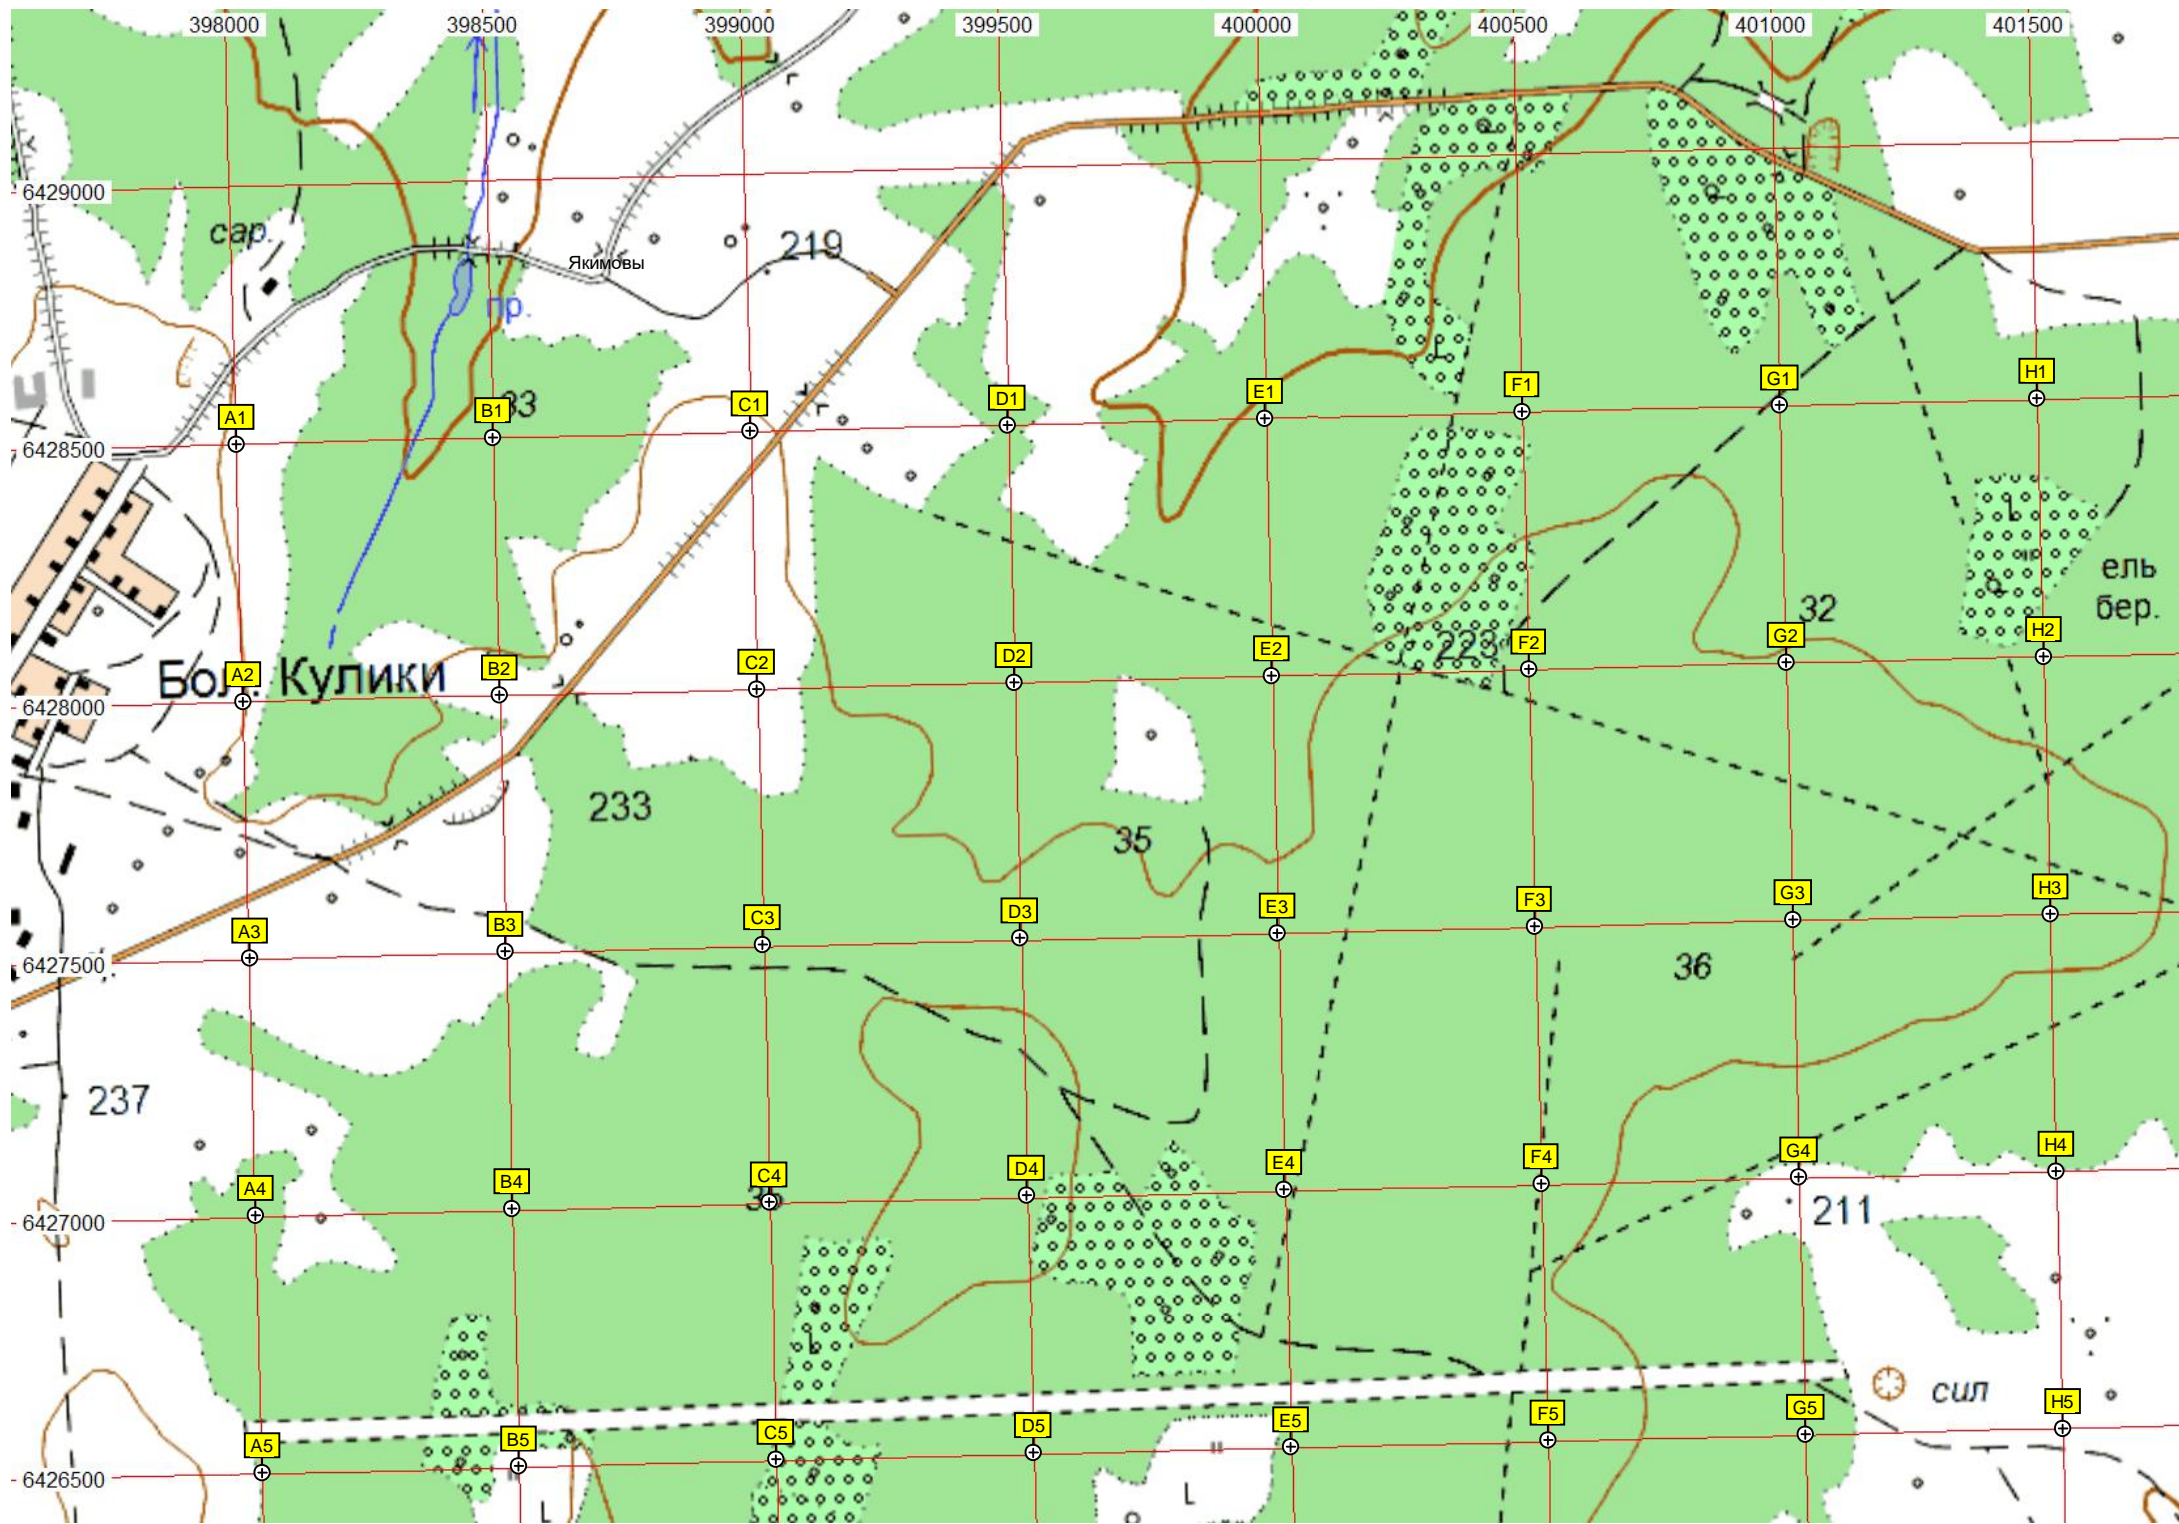 398000 398500 399000 399500 400000 400500 401000 401500
6429000
сар.
219
Якимовы
пр.
A1 B1 83 C1 D1 E1 F1 G1 H1
6428500
ель
бер.
32
223
Бол. Кулики
A2 B2 C2 D2 E2 F2 G2 H2
6428000
233
35
A3 B3 C3 D3 E3 F3 G3 H3
6427500
36
237
A4 B4 C4 D4 E4 F4 G4 H4
211
6427000
сил
A5 B5 C5 D5 E5 F5 G5 H5
6426500